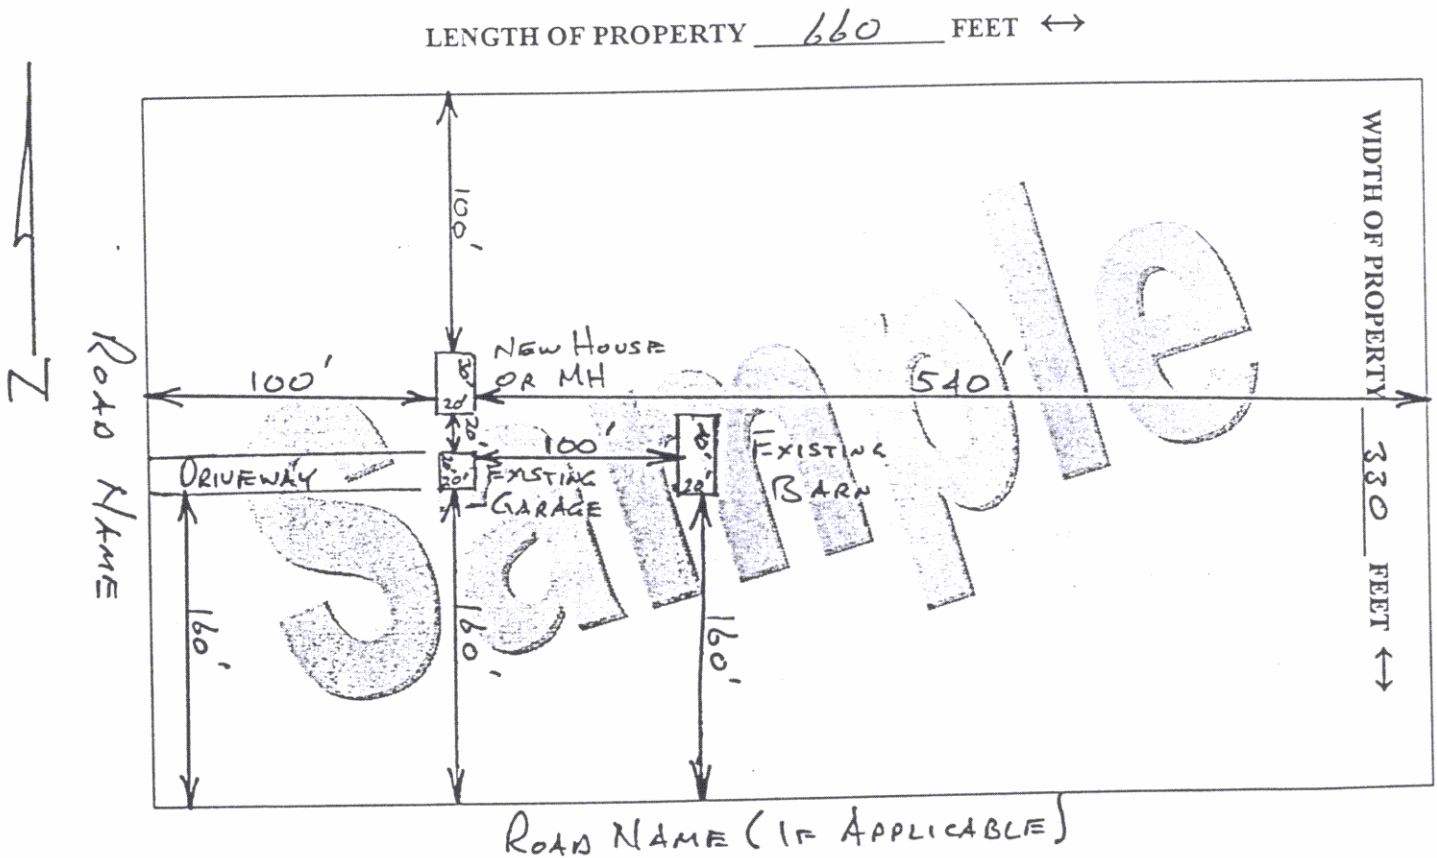 LENGTH OF PROPERTY 660 FEET ↔
N
ROAD NAME
100'
WIDTH OF PROPERTY 330 FEET ↔
NEW HOUSE
OR MH
30'
20'
100'
540'
20'
DRIVEWAY
20'
EXISTING
GARAGE
100'
20'
EXISTING
BARN
160'
160'
160'
Sample
ROAD NAME (IF APPLICABLE)